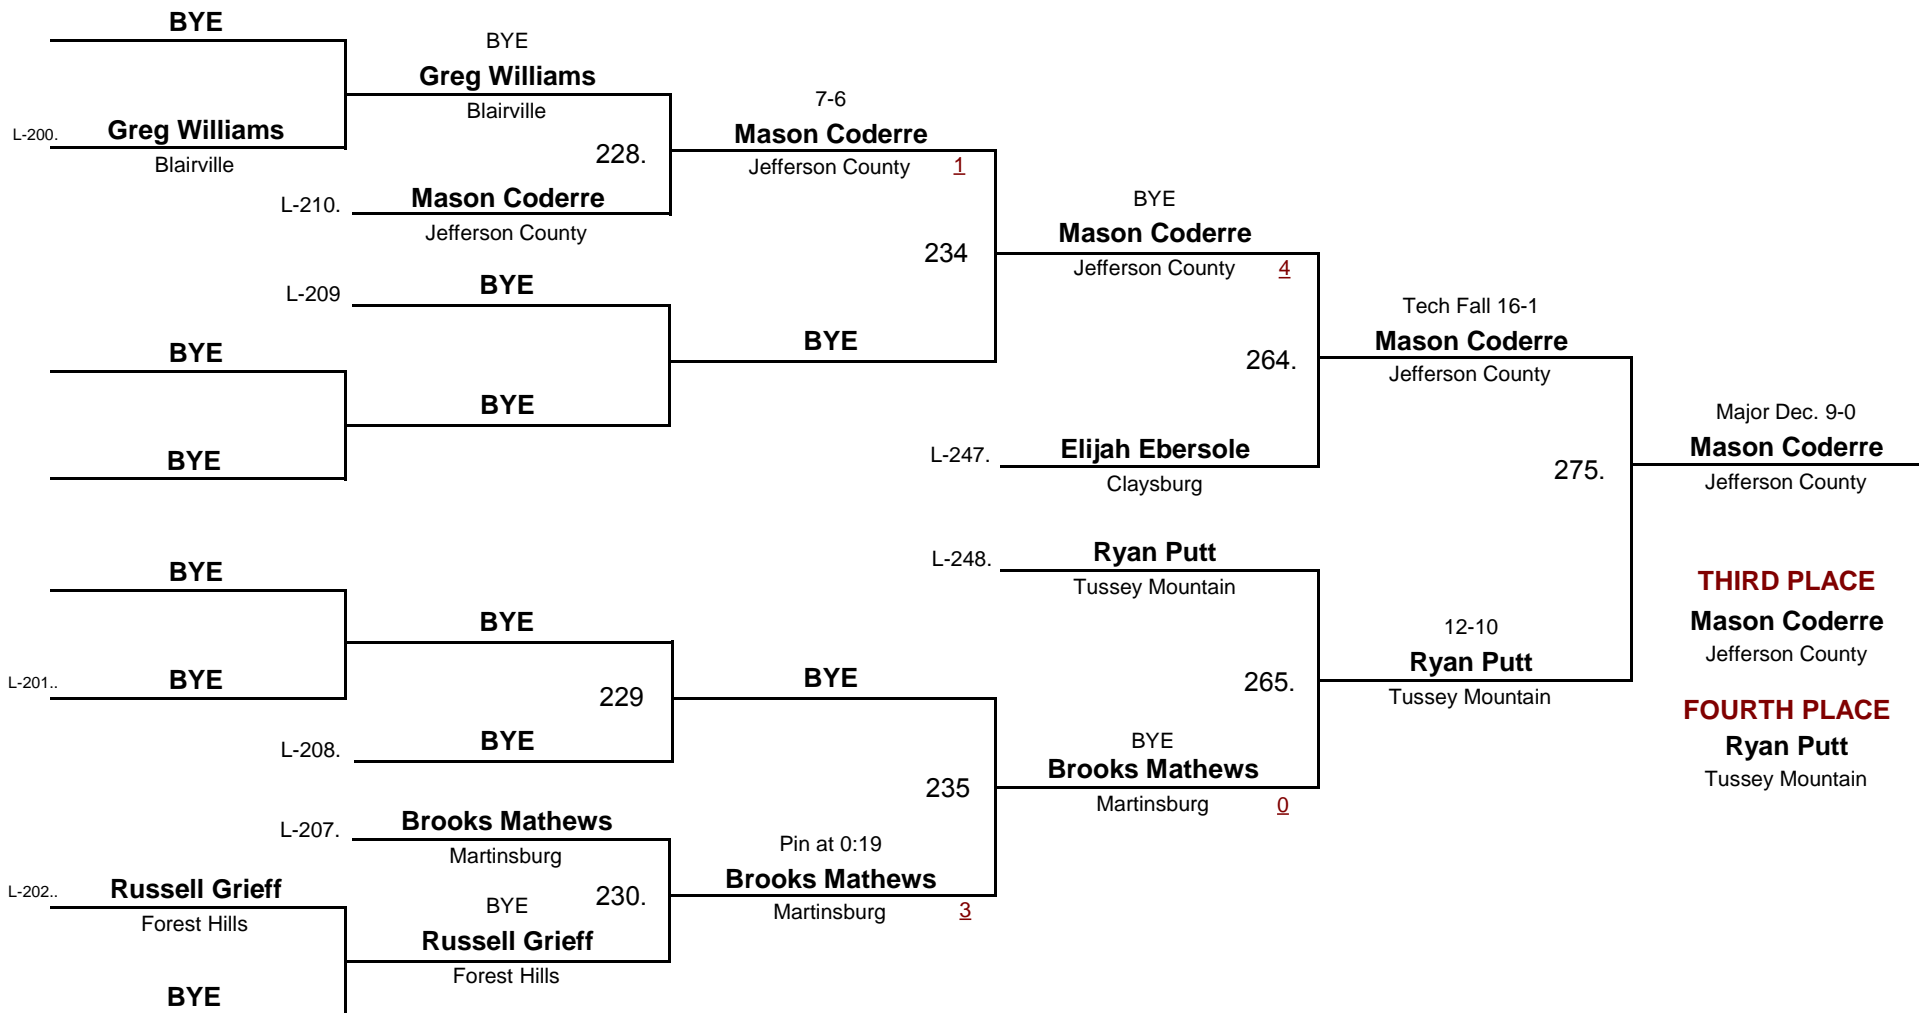 BYE
BYE
Greg Williams
Blairville
L-200. Greg Williams
Blairville
228.
7-6
Mason Coderre
Jefferson County 1
L-210. Mason Coderre
Jefferson County
234
BYE
Mason Coderre
Jefferson County 4
L-209 BYE
BYE
BYE
BYE
BYE
264.
Tech Fall 16-1
Mason Coderre
Jefferson County
L-247. Elijah Ebersole
Claysburg
275.
Major Dec. 9-0
Mason Coderre
Jefferson County
L-248. Ryan Putt
Tussey Mountain
BYE
BYE
L-201.. BYE
229
BYE
L-208. BYE
265.
12-10
Ryan Putt
Tussey Mountain
THIRD PLACE
Mason Coderre
Jefferson County
FOURTH PLACE
Ryan Putt
Tussey Mountain
235
BYE
Brooks Mathews
Martinsburg 0
L-207. Brooks Mathews
Martinsburg
230.
Pin at 0:19
Brooks Mathews
Martinsburg 3
L-202.. Russell Grieff
Forest Hills
BYE
Russell Grieff
Forest Hills
BYE